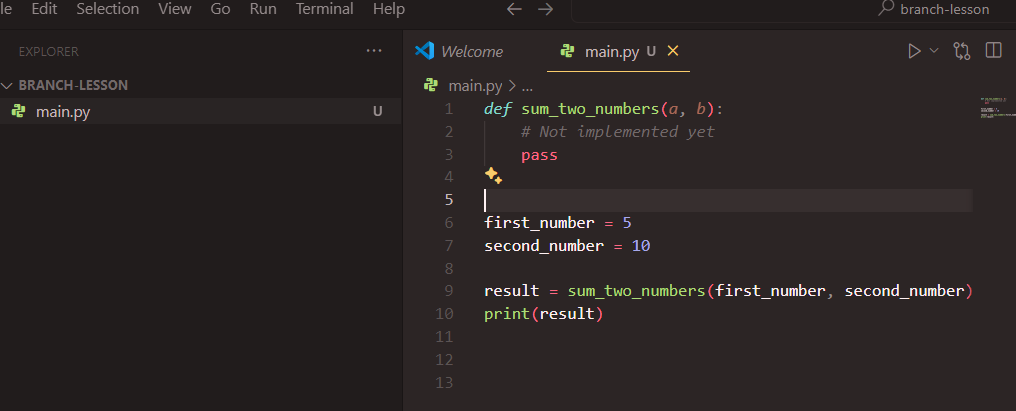 le Edit Selection View Go Run Terminal Help branch-lesson
EXPLORER ...
BRANCH-LESSON
main.py U
Welcome main.py U
main.py > ...
1 def sum_two_numbers(a, b):
2     # Not implemented yet
3     pass
4
5
6 first_number = 5
7 second_number = 10
8
9 result = sum_two_numbers(first_number, second_number)
10 print(result)
11
12
13